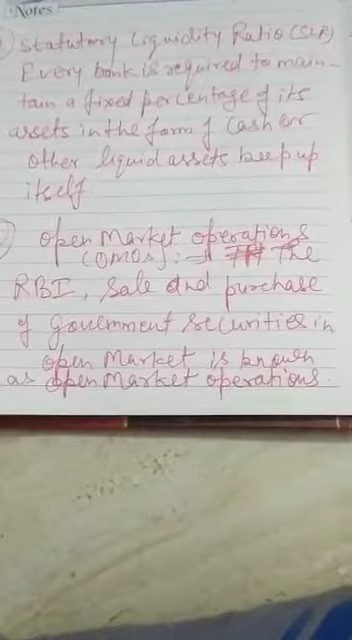 Notes
Statutory Liquidity Ratio (SLR)
Every bank is required to main-
tain a fixed percentage of its
assets in the form of cash or
other liquid assets keep up
itself
Open Market operations
(OMOs):→ The
RBI, Sale and purchase
of government securities in
open Market is known
as open Market operations.